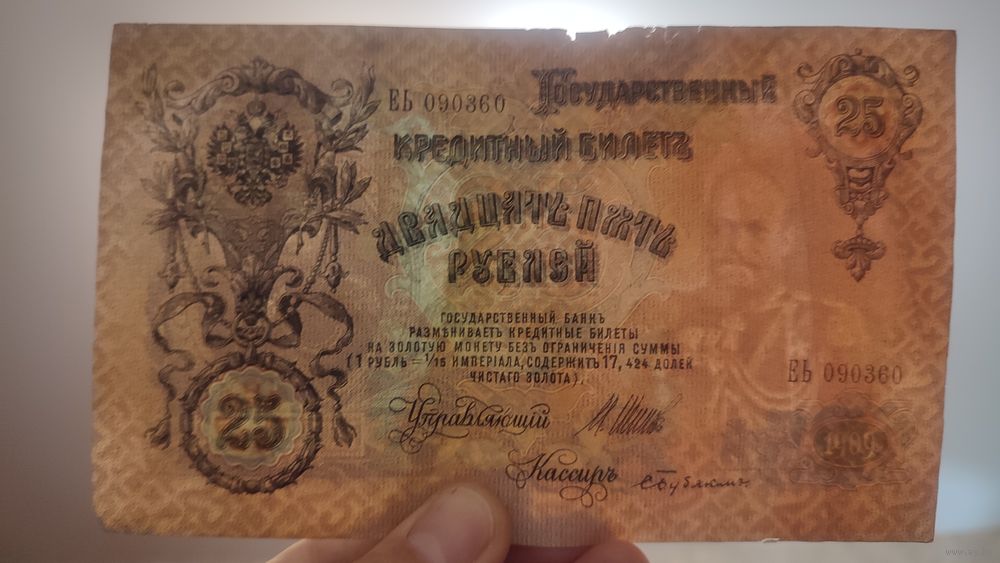 ЕЬ 090360
Государственный
25
Кредитный Билетъ
Двадцать пять
рублей
ГОСУДАРСТВЕННЫЙ БАНКЪ
РАЗМѢНИВАЕТЪ КРЕДИТНЫЕ БИЛЕТЫ
НА ЗОЛОТУЮ МОНЕТУ БЕЗЪ ОГРАНИЧЕНІЯ СУММЫ
(1 РУБЛЬ = 1/15 ИМПЕРІАЛА, СОДЕРЖИТЪ 17, 424 ДОЛЕЙ
ЧИСТАГО ЗОЛОТА).
ЕЬ 090360
25
Управляющій
Кассиръ
1909